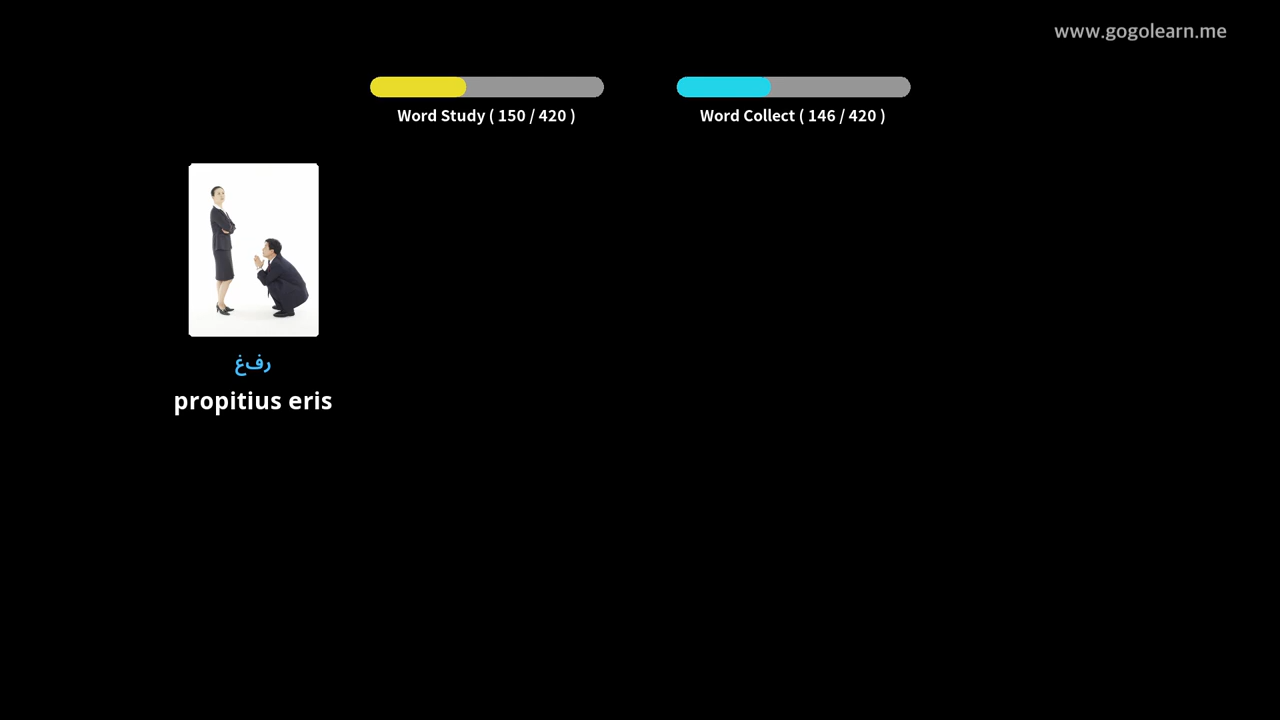 www.gogolearn.me
Word Study ( 150 / 420 )
Word Collect ( 146 / 420 )
رفغ
propitius eris